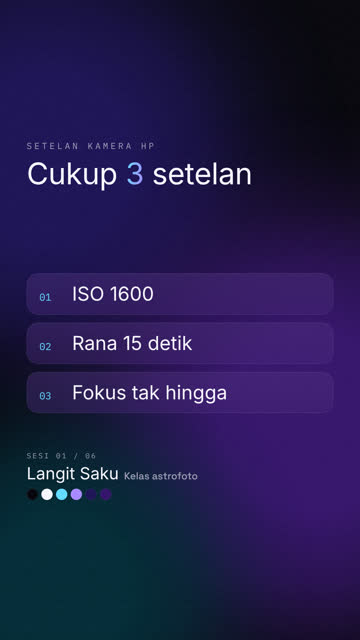 SETELAN KAMERA HP
Cukup 3 setelan
01 ISO 1600
02 Rana 15 detik
03 Fokus tak hingga
SESI 01 / 06
Langit Saku Kelas astrofoto